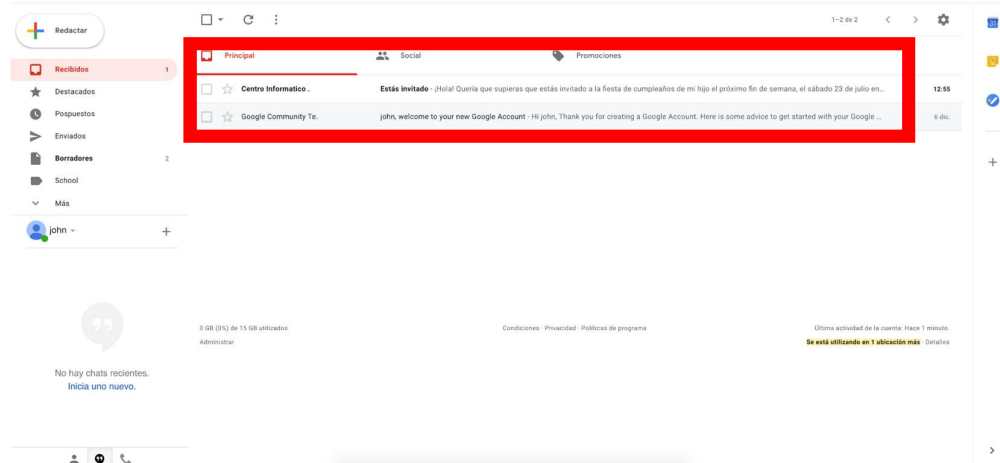 Redactar
1–2 de 2
31
Principal
Social
Promociones
Recibidos 1
Centro Informatico . Estás invitado - ¡Hola! Quería que supieras que estás invitado a la fiesta de cumpleaños de mi hijo el próximo fin de semana, el sábado 23 de julio en… 12:55
Destacados
Pospuestos
Google Community Te. john, welcome to your new Google Account - Hi john, Thank you for creating a Google Account. Here is some advice to get started with your Google … 6 dic.
Enviados
Borradores 2
School
Más
john
0 GB (0%) de 15 GB utilizados
Administrar
Condiciones · Privacidad · Políticas de programa
Última actividad de la cuenta: Hace 1 minuto.
Se está utilizando en 1 ubicación más · Detalles
No hay chats recientes.
Inicia uno nuevo.